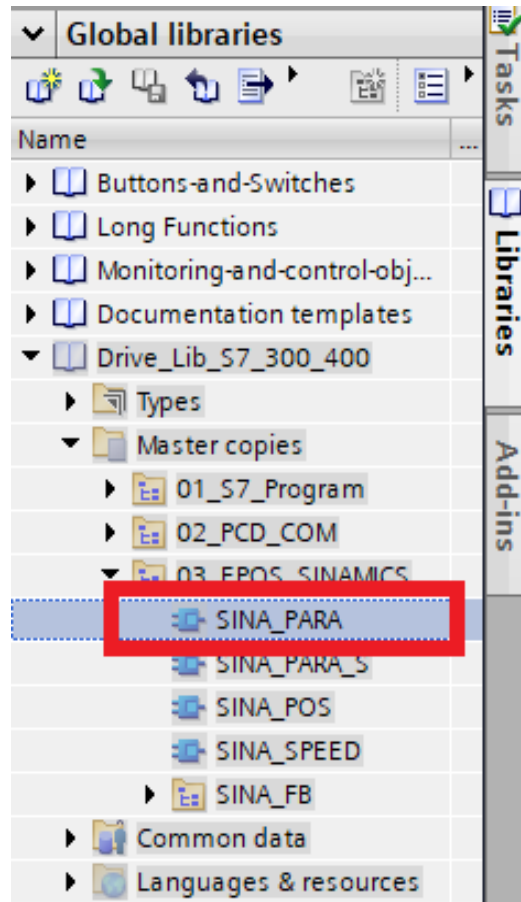 Global libraries
Name
...
Buttons-and-Switches
Long Functions
Monitoring-and-control-obj...
Documentation templates
Drive_Lib_S7_300_400
Types
Master copies
01_S7_Program
02_PCD_COM
03_EPOS_SINAMICS
SINA_PARA
SINA_PARA_S
SINA_POS
SINA_SPEED
SINA_FB
Common data
Languages & resources
Tasks
Libraries
Add-ins